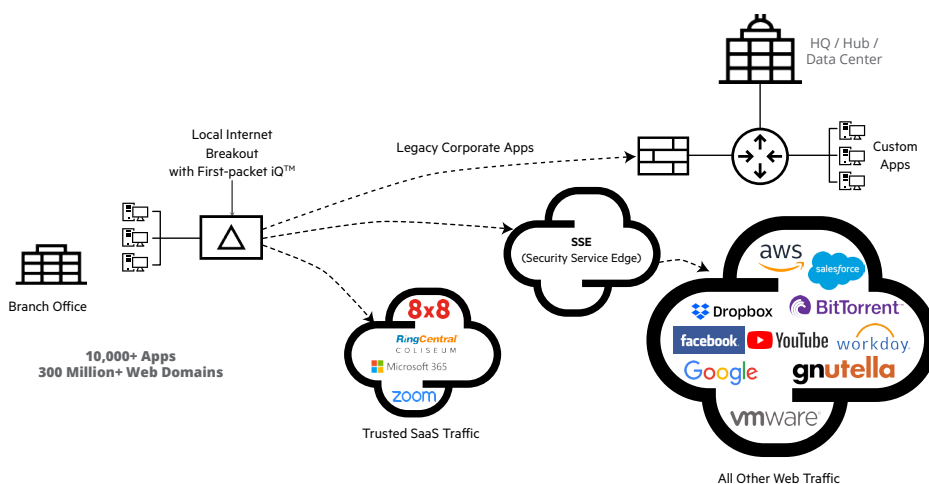 HQ / Hub /
Data Center
Local Internet
Breakout
with First-packet iQ™
Legacy Corporate Apps
Custom
Apps
SSE
(Security Service Edge)
Branch Office
10,000+ Apps
300 Million+ Web Domains
8x8
RingCentral
COLISEUM
Microsoft 365
zoom
Trusted SaaS Traffic
aws
salesforce
Dropbox
BitTorrent™
facebook.
YouTube
workday.
Google
gnutella
vmware®
All Other Web Traffic